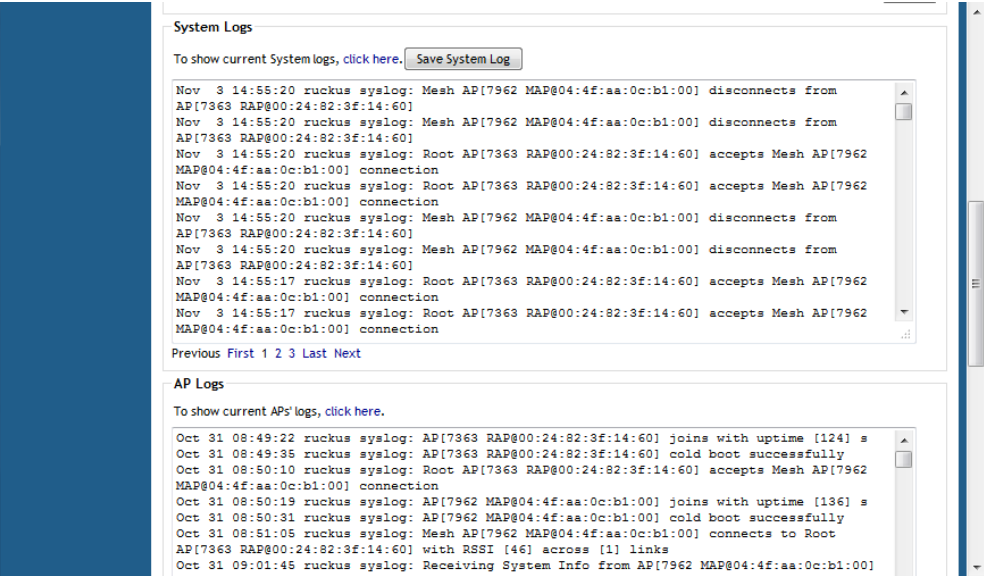 System Logs
To show current System logs, click here. Save System Log
Nov  3 14:55:20 ruckus syslog: Mesh AP[7962 MAP@04:4f:aa:0c:b1:00] disconnects from
AP[7363 RAP@00:24:82:3f:14:60]
Nov  3 14:55:20 ruckus syslog: Mesh AP[7962 MAP@04:4f:aa:0c:b1:00] disconnects from
AP[7363 RAP@00:24:82:3f:14:60]
Nov  3 14:55:20 ruckus syslog: Root AP[7363 RAP@00:24:82:3f:14:60] accepts Mesh AP[7962
MAP@04:4f:aa:0c:b1:00] connection
Nov  3 14:55:20 ruckus syslog: Root AP[7363 RAP@00:24:82:3f:14:60] accepts Mesh AP[7962
MAP@04:4f:aa:0c:b1:00] connection
Nov  3 14:55:20 ruckus syslog: Mesh AP[7962 MAP@04:4f:aa:0c:b1:00] disconnects from
AP[7363 RAP@00:24:82:3f:14:60]
Nov  3 14:55:20 ruckus syslog: Mesh AP[7962 MAP@04:4f:aa:0c:b1:00] disconnects from
AP[7363 RAP@00:24:82:3f:14:60]
Nov  3 14:55:17 ruckus syslog: Root AP[7363 RAP@00:24:82:3f:14:60] accepts Mesh AP[7962
MAP@04:4f:aa:0c:b1:00] connection
Nov  3 14:55:17 ruckus syslog: Root AP[7363 RAP@00:24:82:3f:14:60] accepts Mesh AP[7962
MAP@04:4f:aa:0c:b1:00] connection
Previous First 1 2 3 Last Next
AP Logs
To show current APs' logs, click here.
Oct 31 08:49:22 ruckus syslog: AP[7363 RAP@00:24:82:3f:14:60] joins with uptime [124] s
Oct 31 08:49:35 ruckus syslog: AP[7363 RAP@00:24:82:3f:14:60] cold boot successfully
Oct 31 08:50:10 ruckus syslog: Root AP[7363 RAP@00:24:82:3f:14:60] accepts Mesh AP[7962
MAP@04:4f:aa:0c:b1:00] connection
Oct 31 08:50:19 ruckus syslog: AP[7962 MAP@04:4f:aa:0c:b1:00] joins with uptime [136] s
Oct 31 08:50:31 ruckus syslog: AP[7962 MAP@04:4f:aa:0c:b1:00] cold boot successfully
Oct 31 08:51:05 ruckus syslog: Mesh AP[7962 MAP@04:4f:aa:0c:b1:00] connects to Root
AP[7363 RAP@00:24:82:3f:14:60] with RSSI [46] across [1] links
Oct 31 09:01:45 ruckus syslog: Receiving System Info from AP[7962 MAP@04:4f:aa:0c:b1:00]